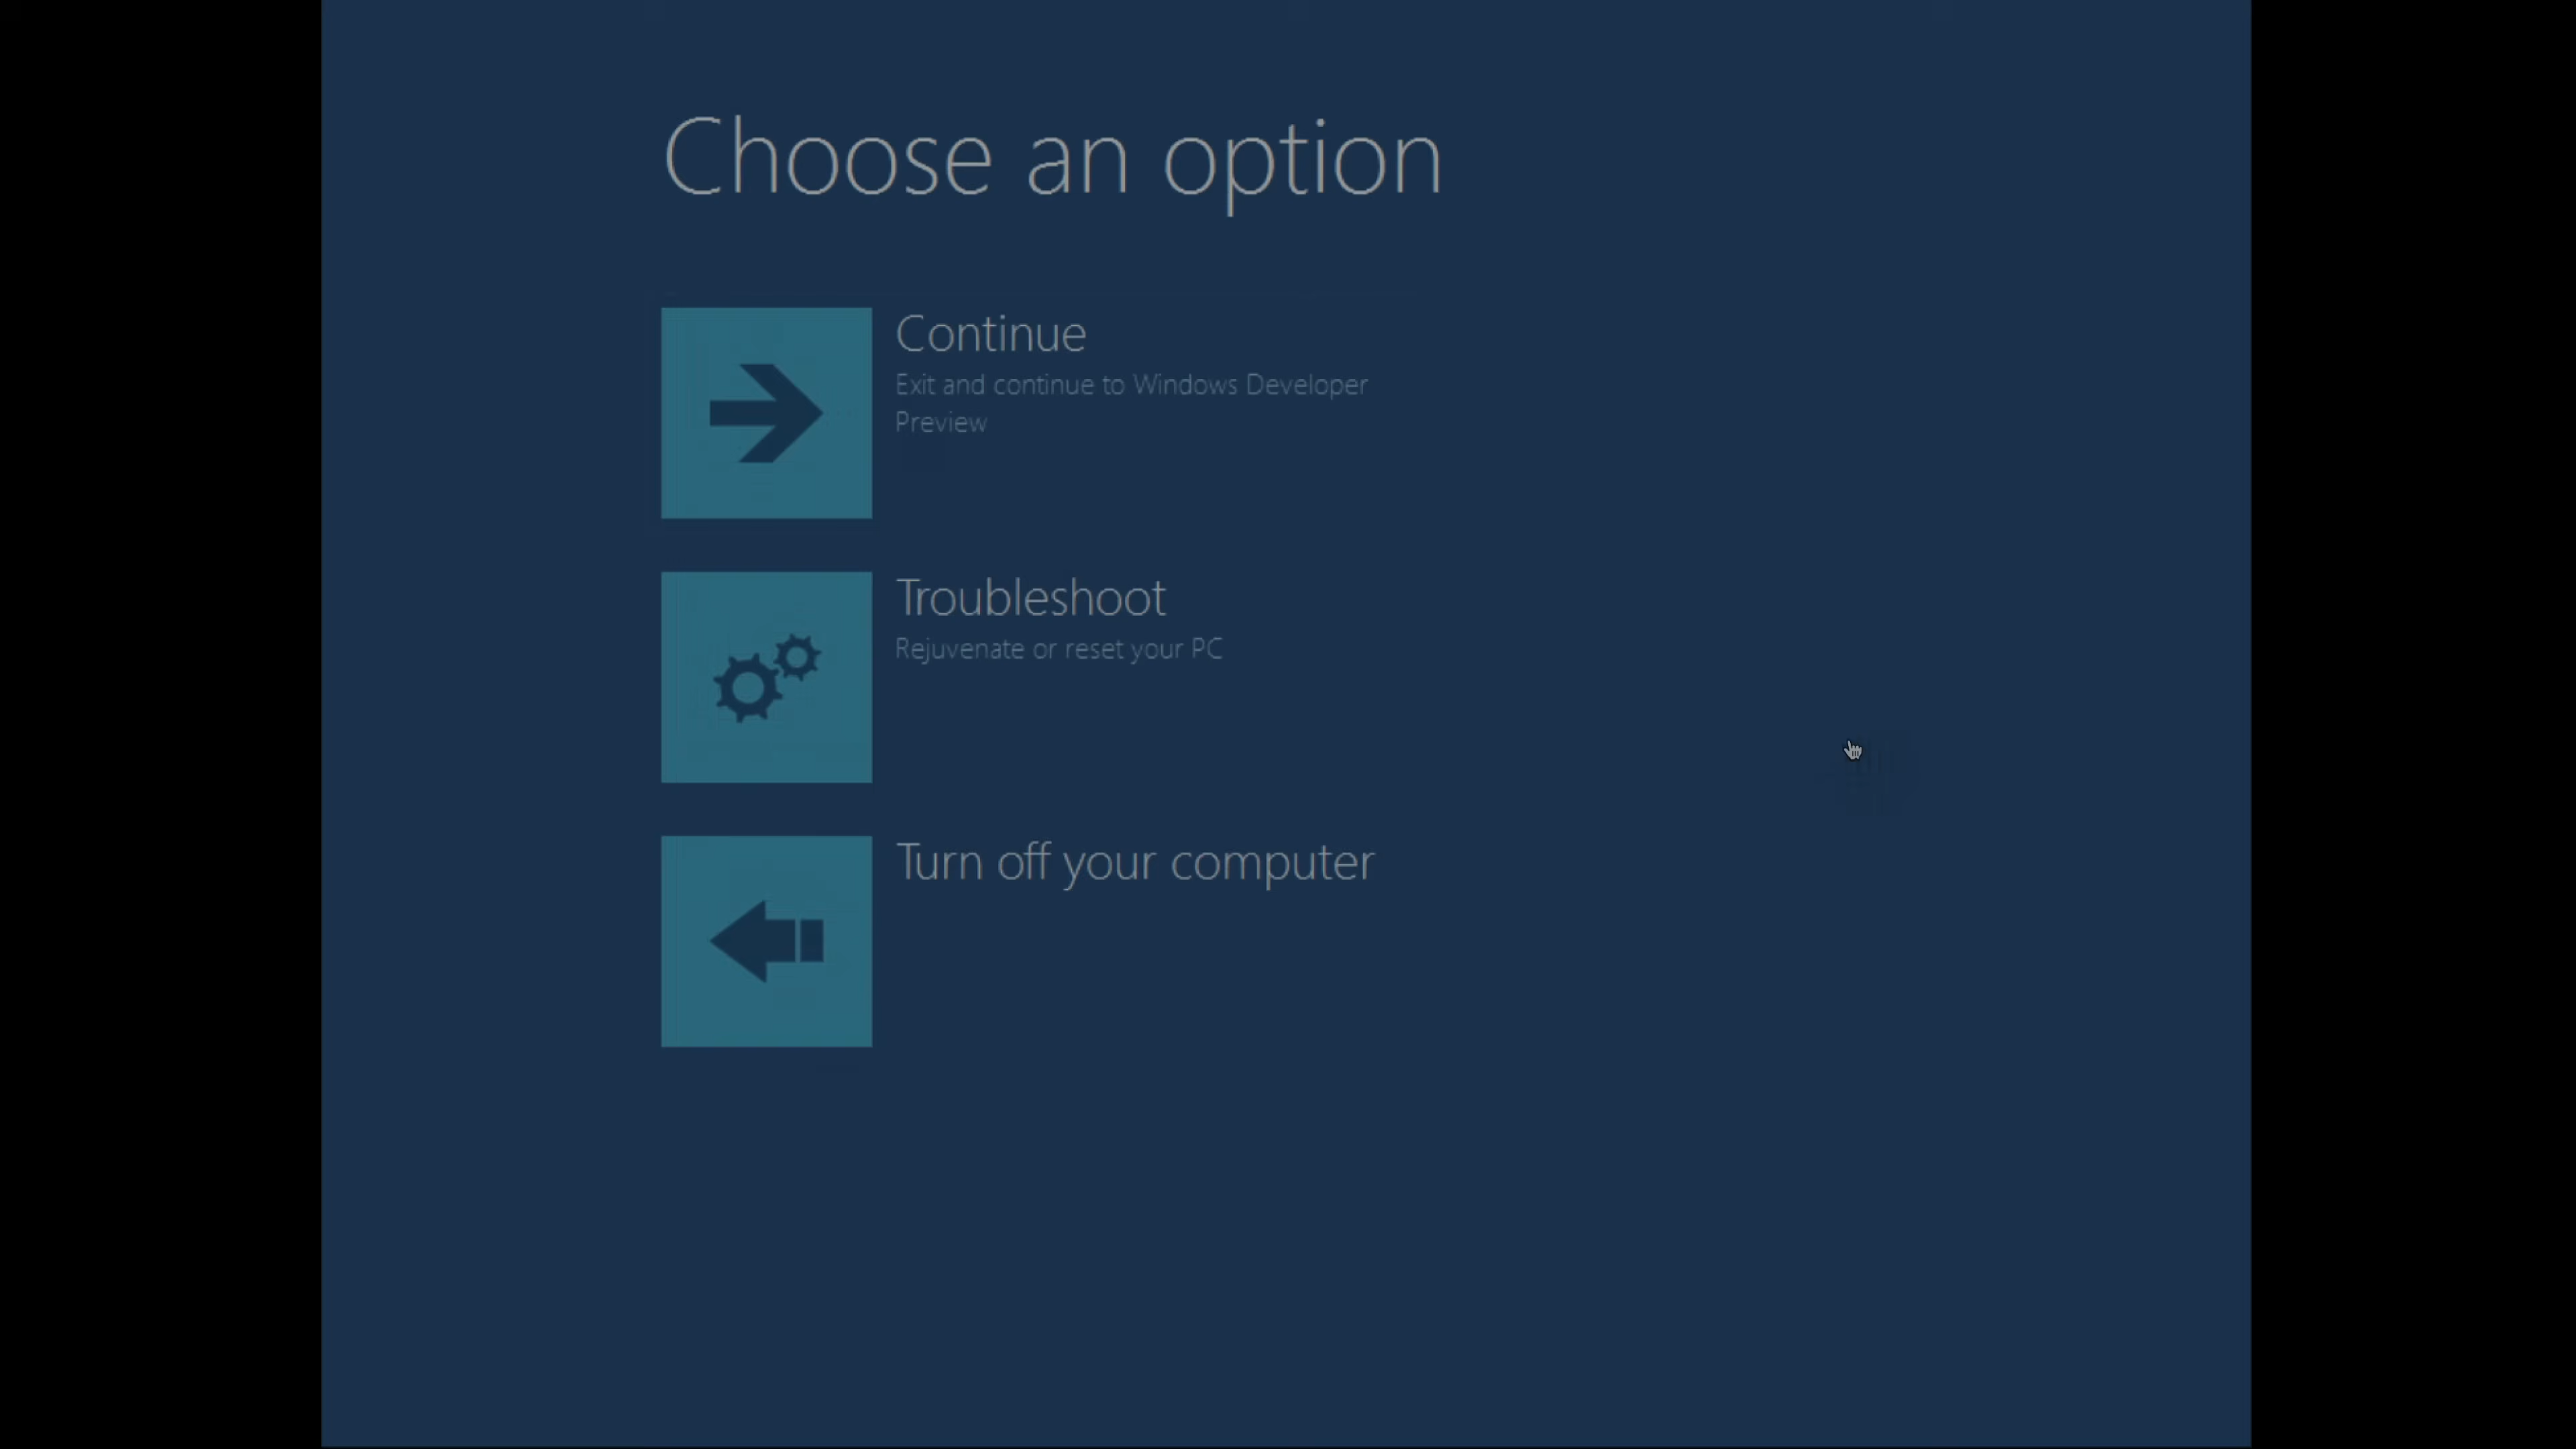 Choose an option
Continue
Exit and continue to Windows Developer
Preview
Troubleshoot
Rejuvenate or reset your PC
Turn off your computer